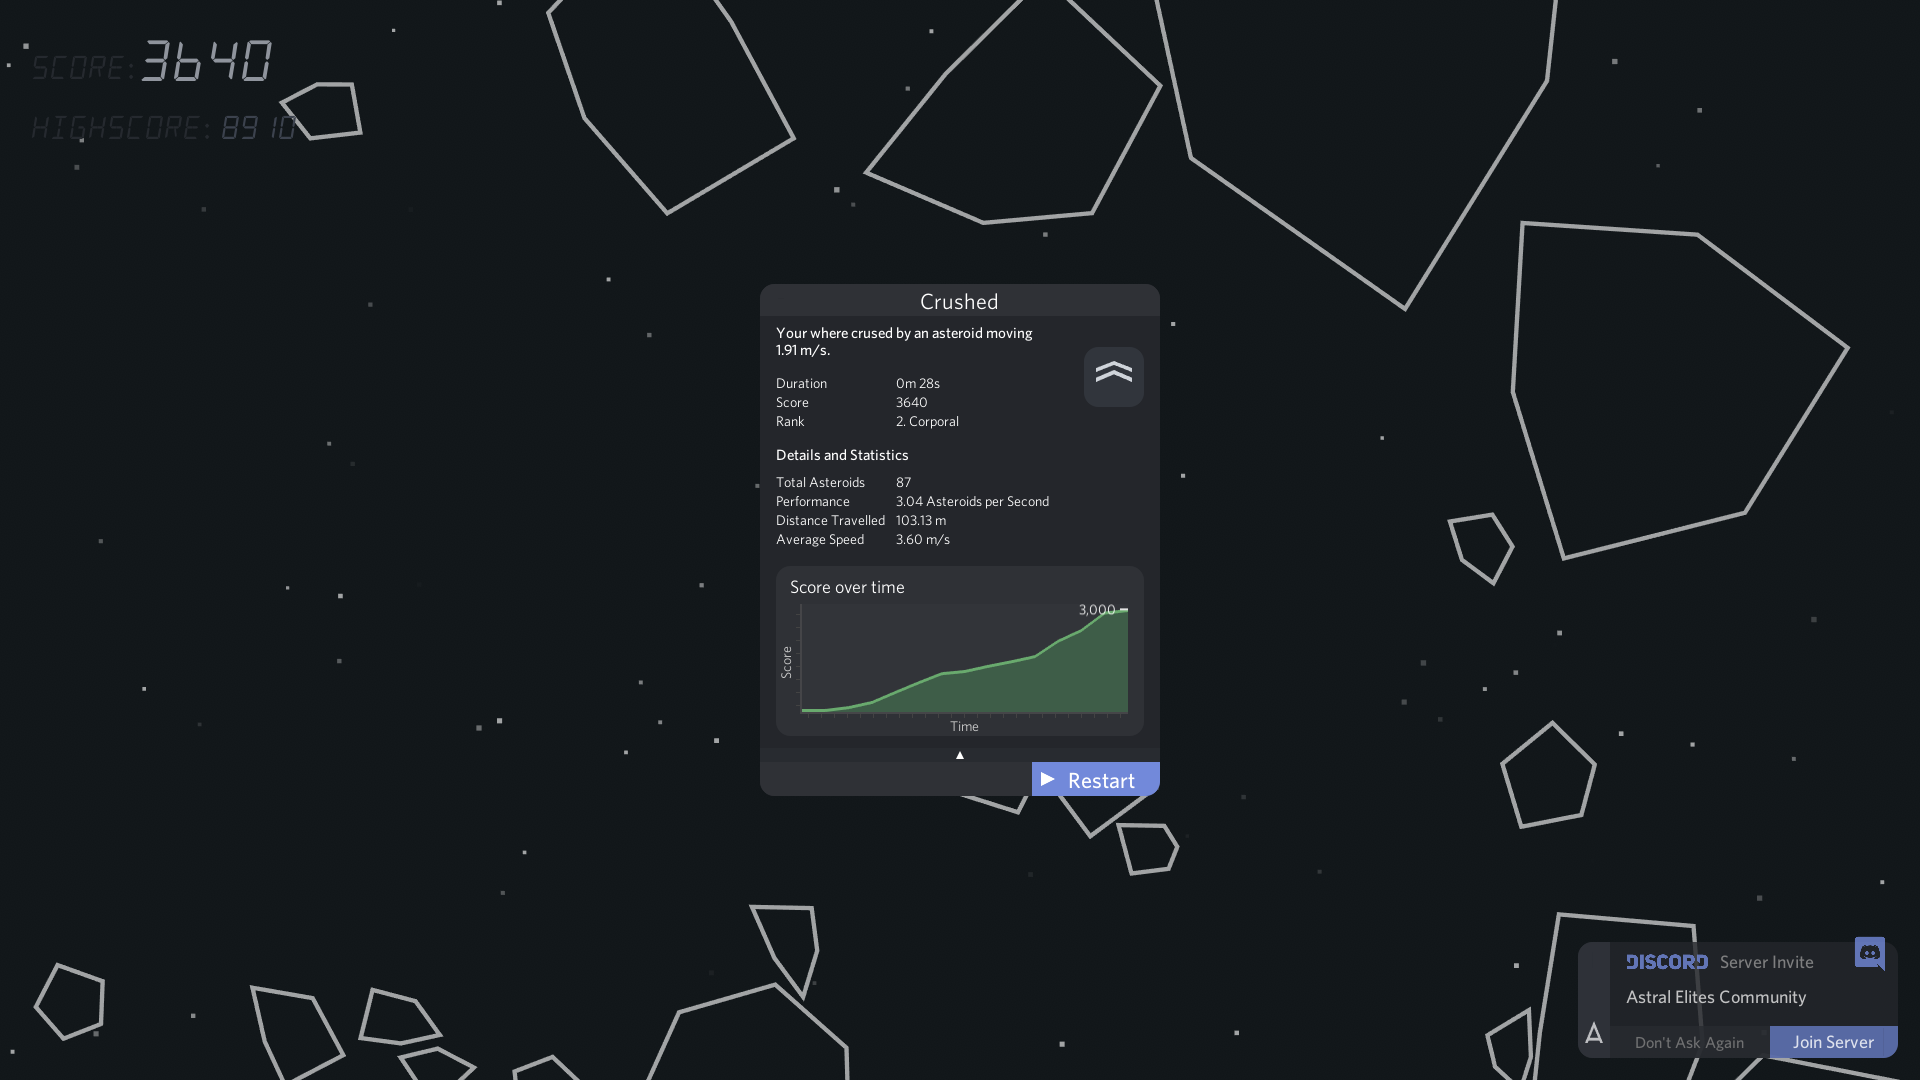 SCORE: 3640
HIGHSCORE: 8910
Crushed
Your where crused by an asteroid moving
1.91 m/s.
Duration 0m 28s
Score 3640
Rank 2. Corporal
Details and Statistics
Total Asteroids 87
Performance 3.04 Asteroids per Second
Distance Travelled 103.13 m
Average Speed 3.60 m/s
Score over time
3,000
Score
Time
Restart
DISCORD Server Invite
Astral Elites Community
Don't Ask Again Join Server